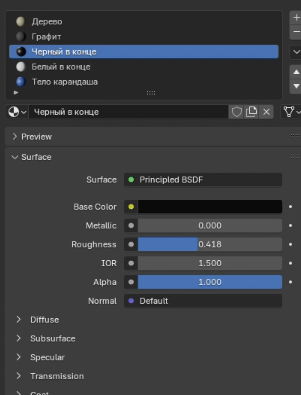 Дерево
Графит
Черный в конце
Белый в конце
Тело карандаша
Черный в конце
Preview
Surface
Surface Principled BSDF
Base Color
Metallic 0.000
Roughness 0.418
IOR 1.500
Alpha 1.000
Normal Default
Diffuse
Subsurface
Specular
Transmission
Coat